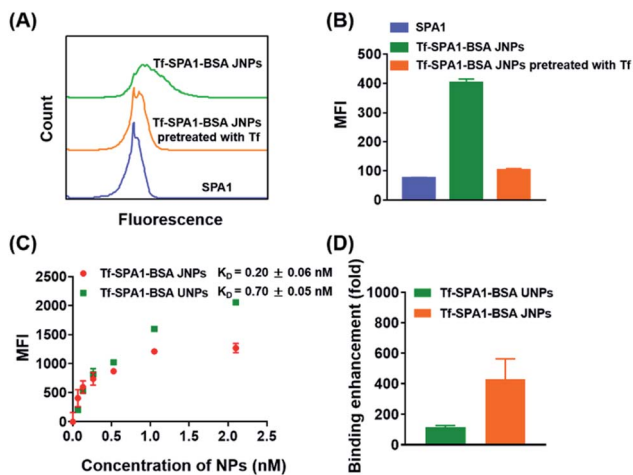 (A)
Tf-SPA1-BSA JNPs
Tf-SPA1-BSA JNPs
pretreated with Tf
SPA1
Count
Fluorescence
(B)
SPA1
Tf-SPA1-BSA JNPs
Tf-SPA1-BSA JNPs pretreated with Tf
MFI
500
400
300
200
100
0
(C)
Tf-SPA1-BSA JNPs KD = 0.20 ± 0.06 nM
Tf-SPA1-BSA UNPs KD = 0.70 ± 0.05 nM
MFI
2500
2000
1500
1000
500
0
0.0 0.5 1.0 1.5 2.0 2.5
Concentration of NPs (nM)
(D)
Tf-SPA1-BSA UNPs
Tf-SPA1-BSA JNPs
Binding enhancement (fold)
1000
800
600
400
200
0